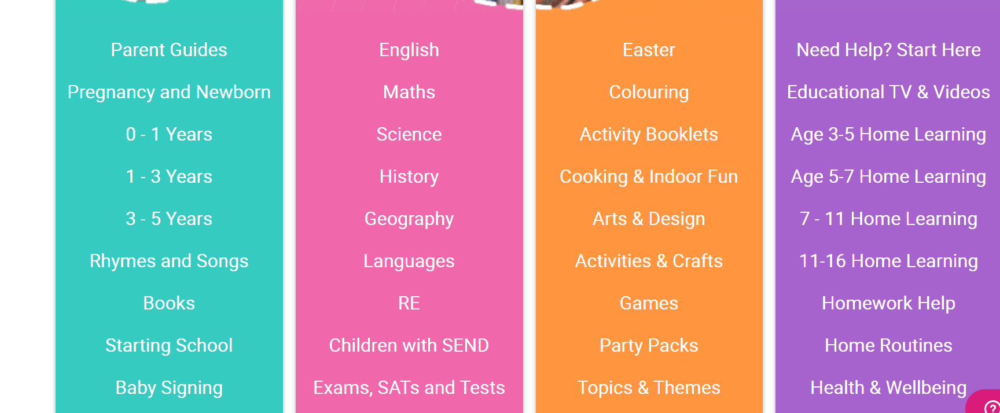 Parent Guides
Pregnancy and Newborn
0 - 1 Years
1 - 3 Years
3 - 5 Years
Rhymes and Songs
Books
Starting School
Baby Signing
English
Maths
Science
History
Geography
Languages
RE
Children with SEND
Exams, SATs and Tests
Easter
Colouring
Activity Booklets
Cooking & Indoor Fun
Arts & Design
Activities & Crafts
Games
Party Packs
Topics & Themes
Need Help? Start Here
Educational TV & Videos
Age 3-5 Home Learning
Age 5-7 Home Learning
7 - 11 Home Learning
11-16 Home Learning
Homework Help
Home Routines
Health & Wellbeing
?